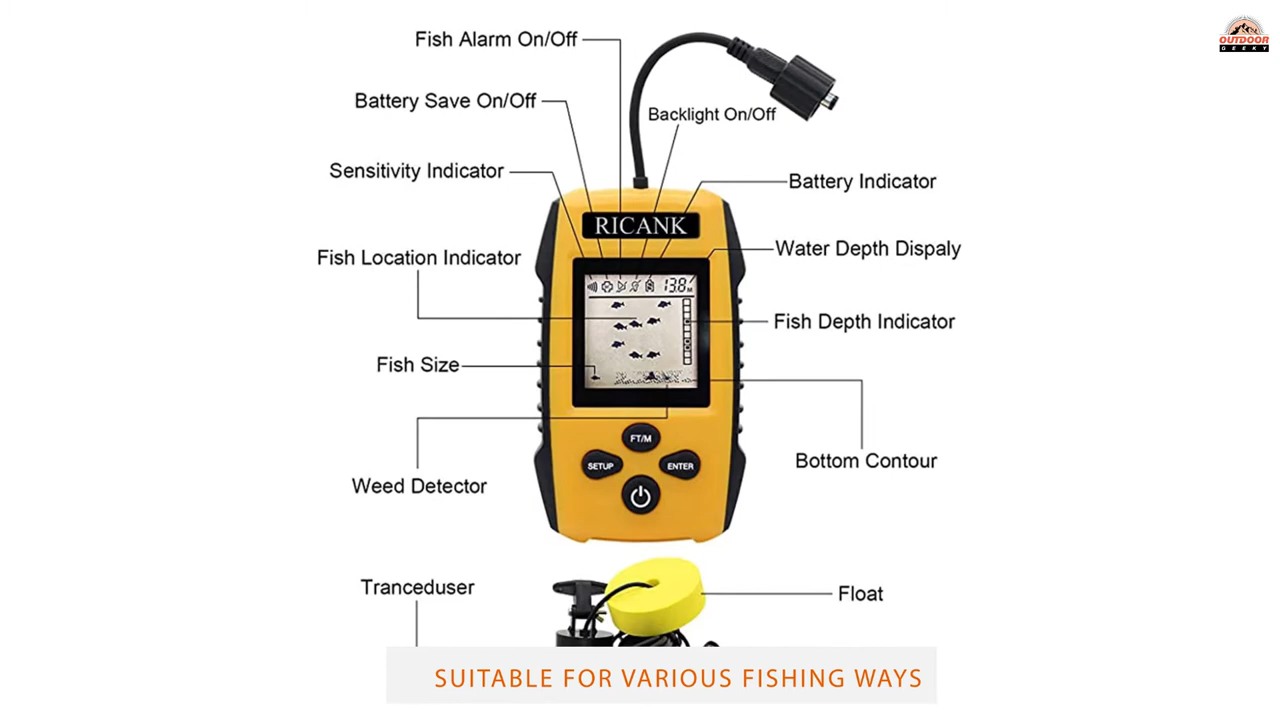 Fish Alarm On/Off
OUTDOOR
GEEKY
Battery Save On/Off
Backlight On/Off
Sensitivity Indicator
Battery Indicator
RICANK
Fish Location Indicator
Water Depth Dispaly
13.8 M
Fish Depth Indicator
Fish Size
FT/M
SETUP
ENTER
Bottom Contour
Weed Detector
Tranceduser
Float
SUITABLE FOR VARIOUS FISHING WAYS